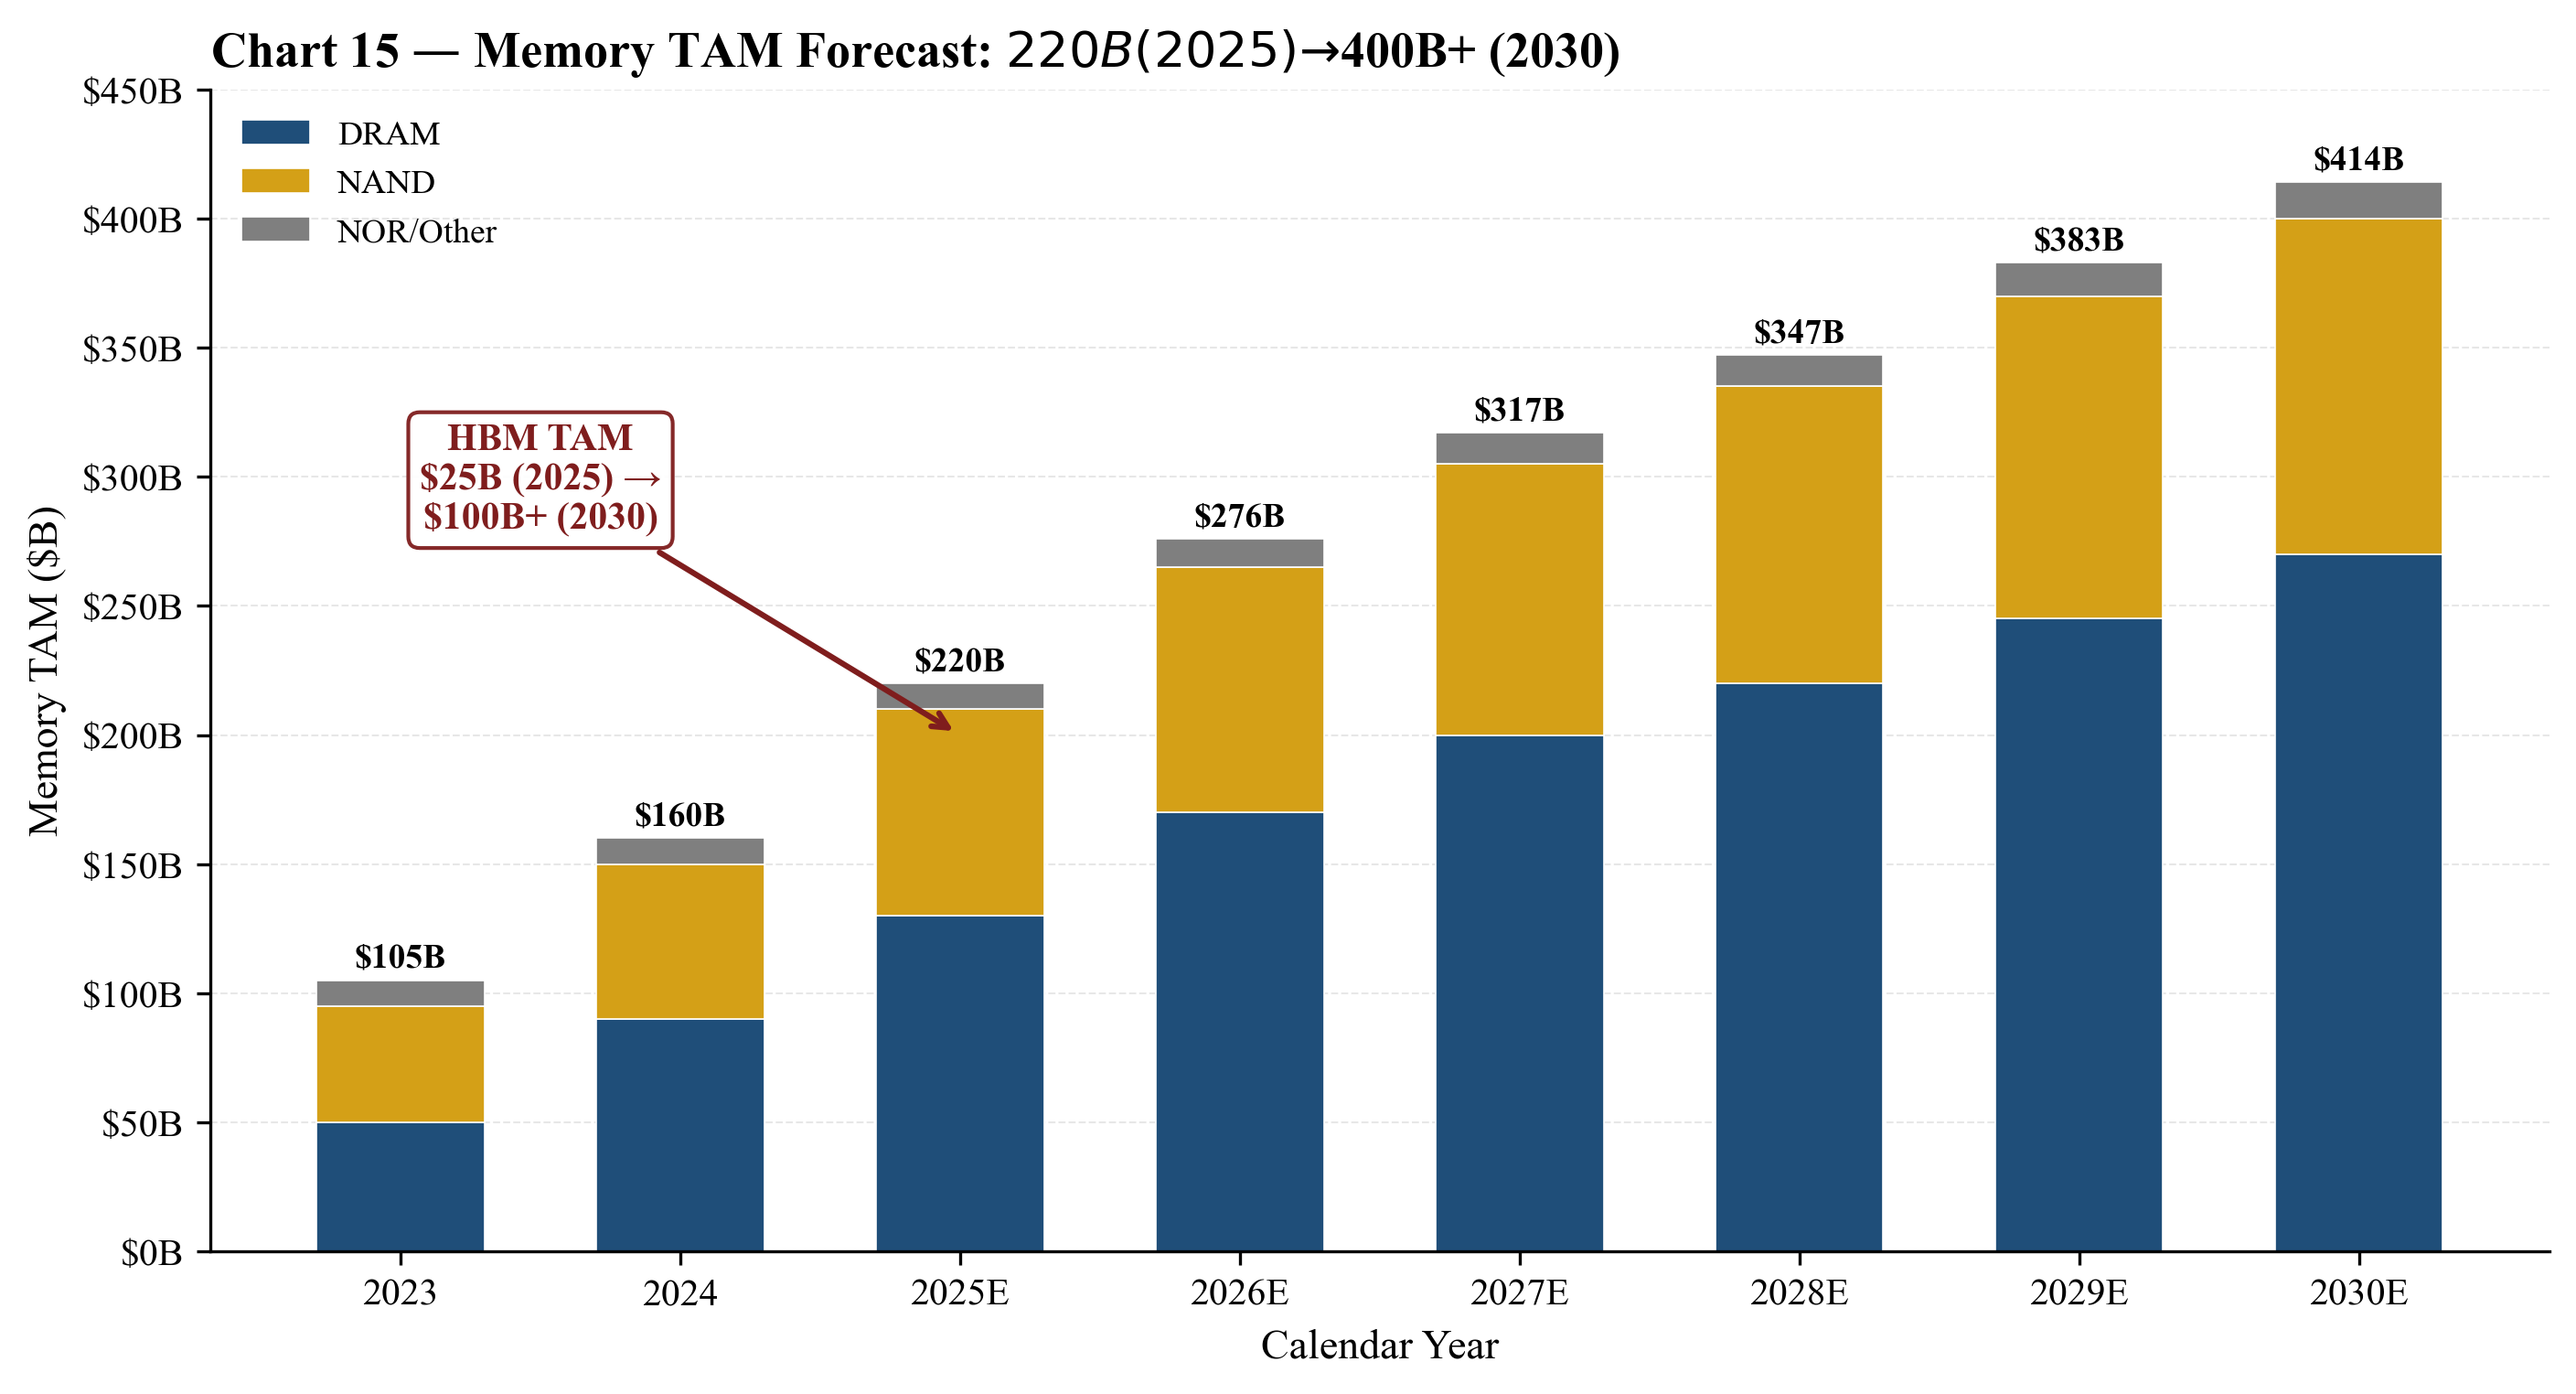 Chart 15 — Memory TAM Forecast: 220B(2025)→400B+ (2030)
$450B
$400B
$350B
$300B
$250B
$200B
$150B
$100B
$50B
$0B
Memory TAM ($B)
DRAM
NAND
NOR/Other
HBM TAM
$25B (2025) →
$100B+ (2030)
$105B
$160B
$220B
$276B
$317B
$347B
$383B
$414B
2023
2024
2025E
2026E
2027E
2028E
2029E
2030E
Calendar Year